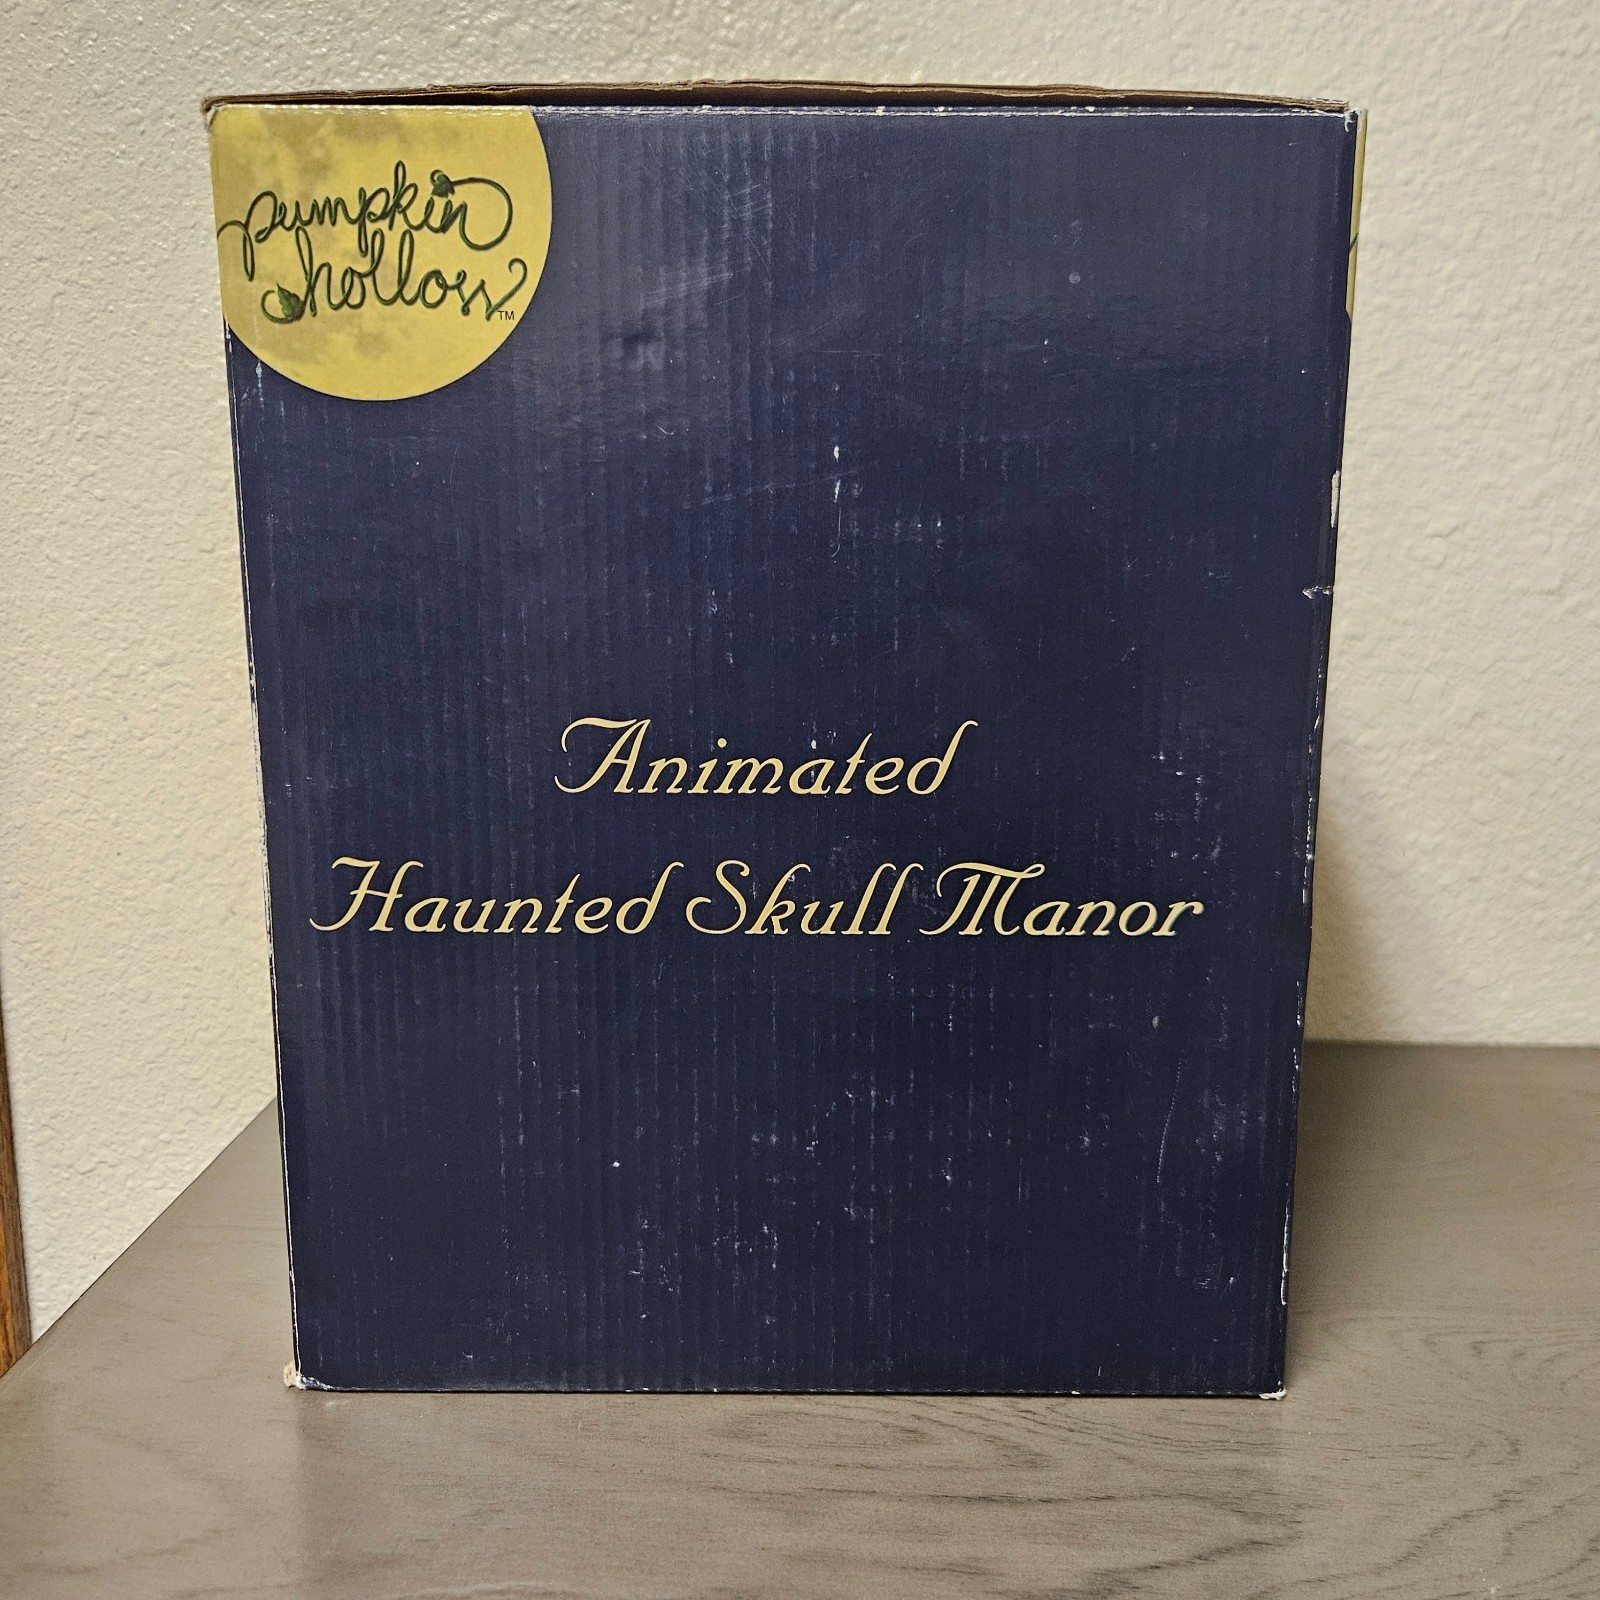 pumpkin
hollow
TM
Animated
Haunted Skull Manor